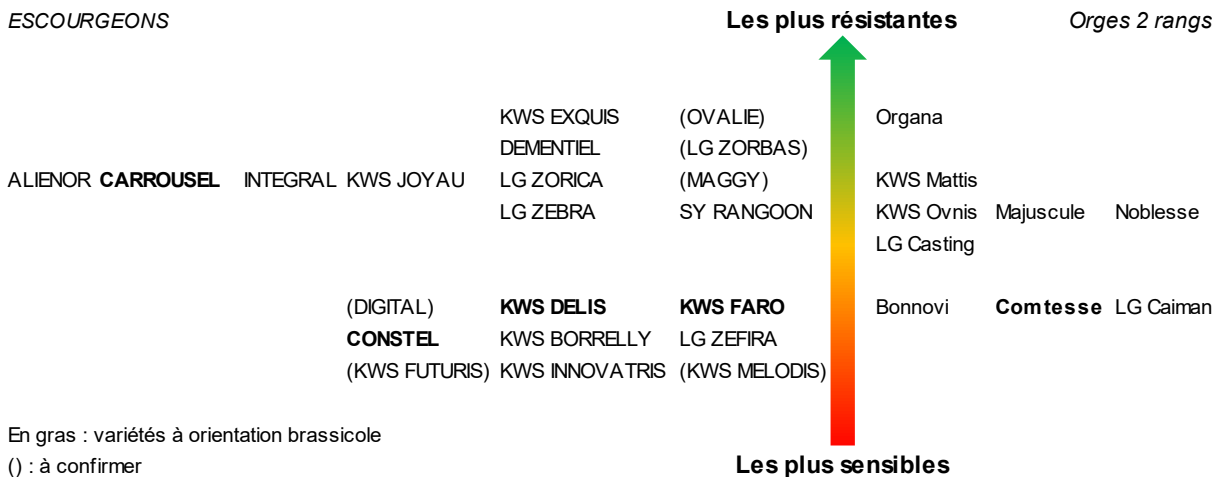 ESCOURGEONS Les plus résistantes Orges 2 rangs
KWS EXQUIS (OVALIE) Organa
DEMENTIEL (LG ZORBAS)
ALIENOR CARROUSEL INTEGRAL KWS JOYAU LG ZORICA (MAGGY) KWS Mattis
LG ZEBRA SY RANGOON KWS Ovnis Majuscule Noblesse
LG Casting
(DIGITAL) KWS DELIS KWS FARO Bonnovi Comtesse LG Caiman
CONSTEL KWS BORRELLY LG ZEFIRA
(KWS FUTURIS) KWS INNOVATRIS (KWS MELODIS)
En gras : variétés à orientation brassicole
() : à confirmer Les plus sensibles